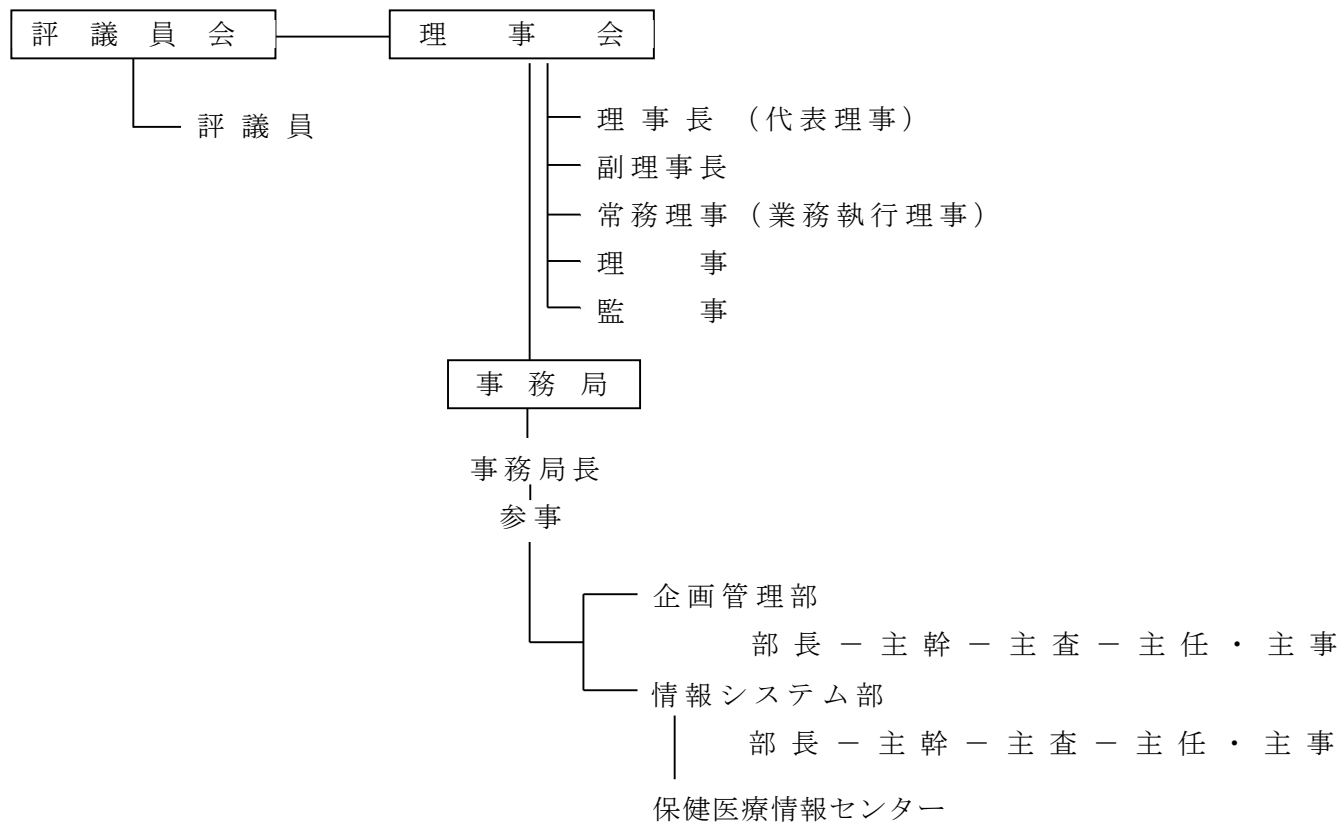 評議員会 理事会
評議員
理事長（代表理事）
副理事長
常務理事（業務執行理事）
理事
監事
事務局
事務局長
参事
企画管理部
部長－主幹－主査－主任・主事
情報システム部
部長－主幹－主査－主任・主事
保健医療情報センター